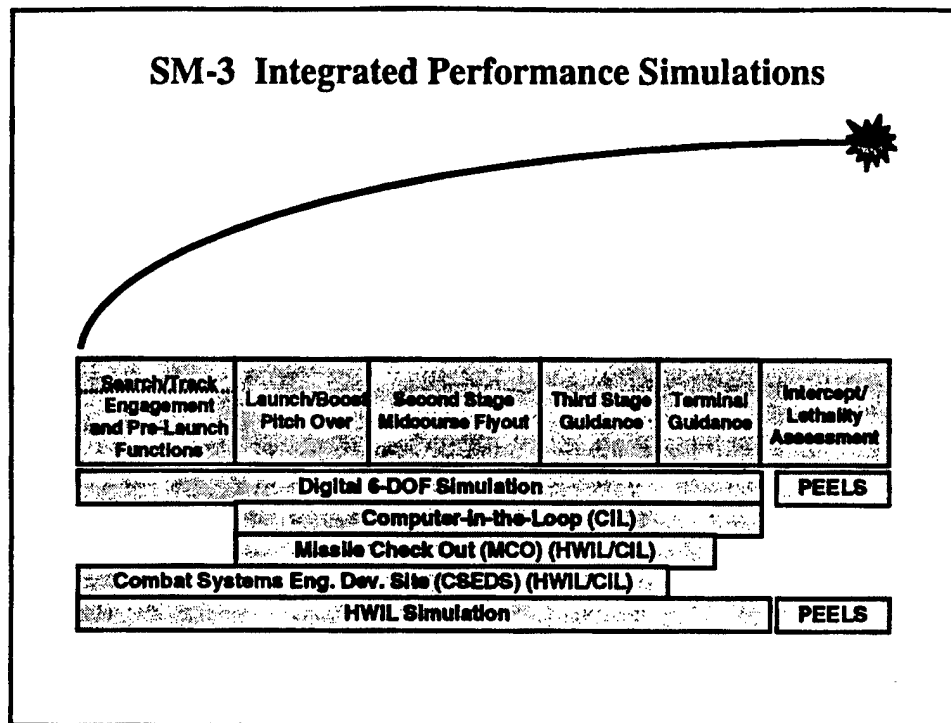 SM-3 Integrated Performance Simulations
Search/Track
Engagement
and Pre-Launch
Functions
Launch/Boost
Pitch Over
Second Stage
Midcourse Flyout
Third Stage
Guidance
Terminal
Guidance
Intercept/
Lethality
Assessment
Digital 6-DOF Simulation
PEELS
Computer-in-the-Loop (CIL)
Missile Check Out (MCO) (HWIL/CIL)
Combat Systems Eng. Dev. Site (CSEDS) (HWIL/CIL)
HWIL Simulation
PEELS